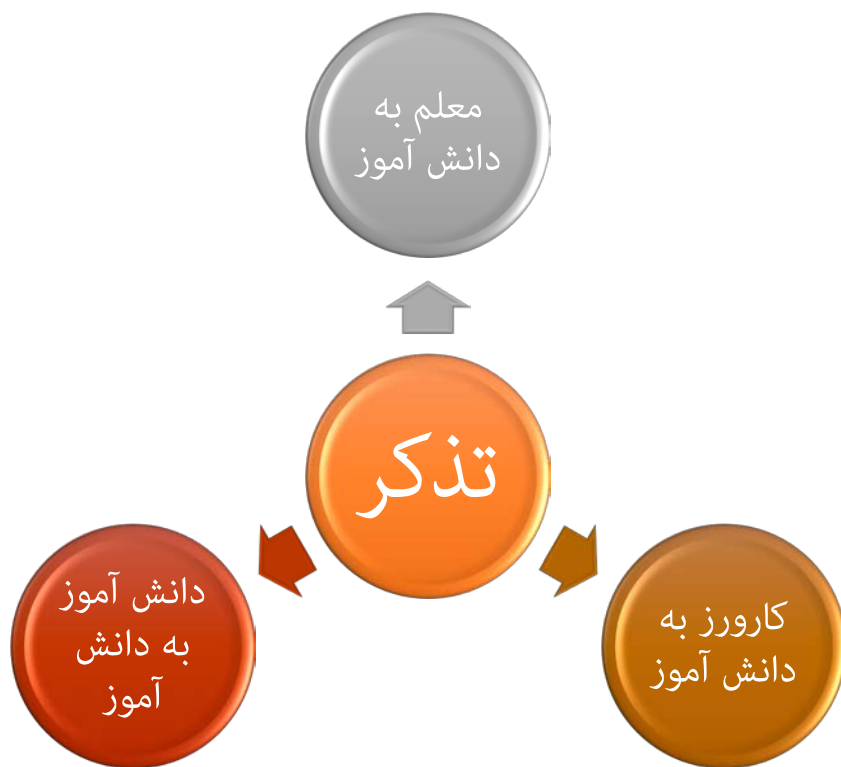 معلم به
دانش آموز
تذکر
کارورز به
دانش آموز
دانش آموز
به دانش
آموز